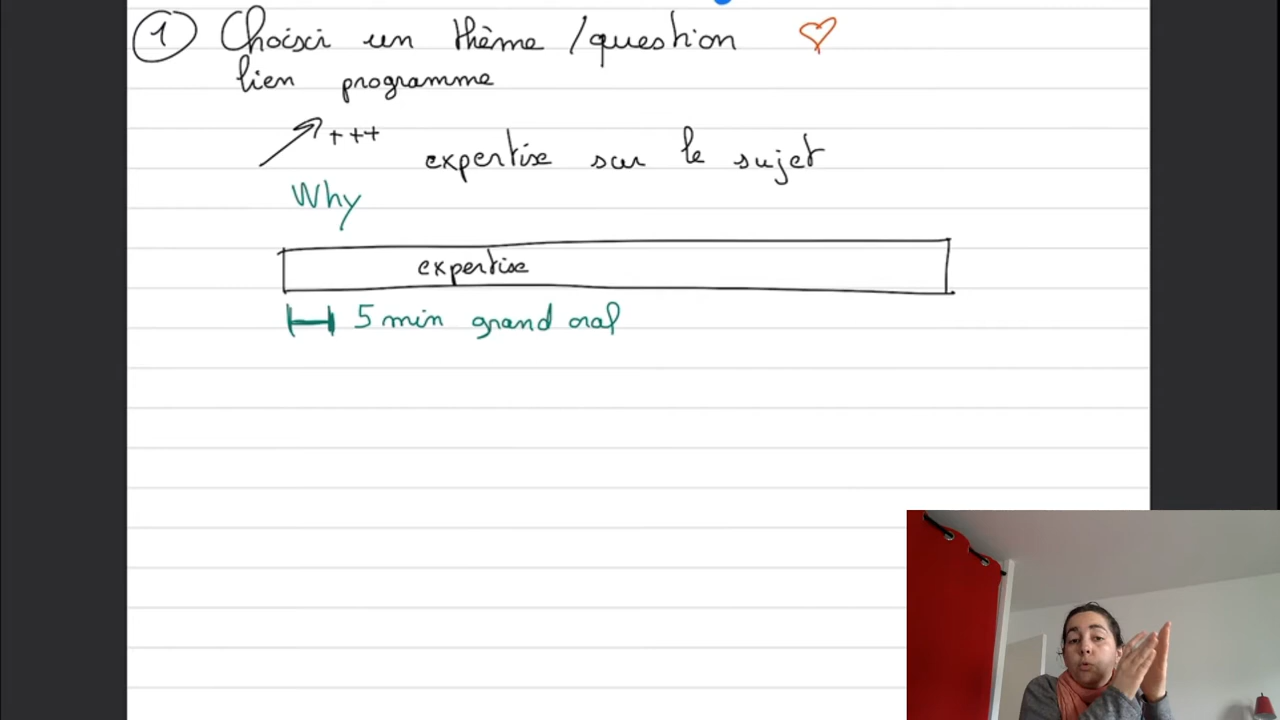 1 Choisir un thème / question
lien programme
+++
expertise sur le sujet
Why
expertise
5 min grand oral